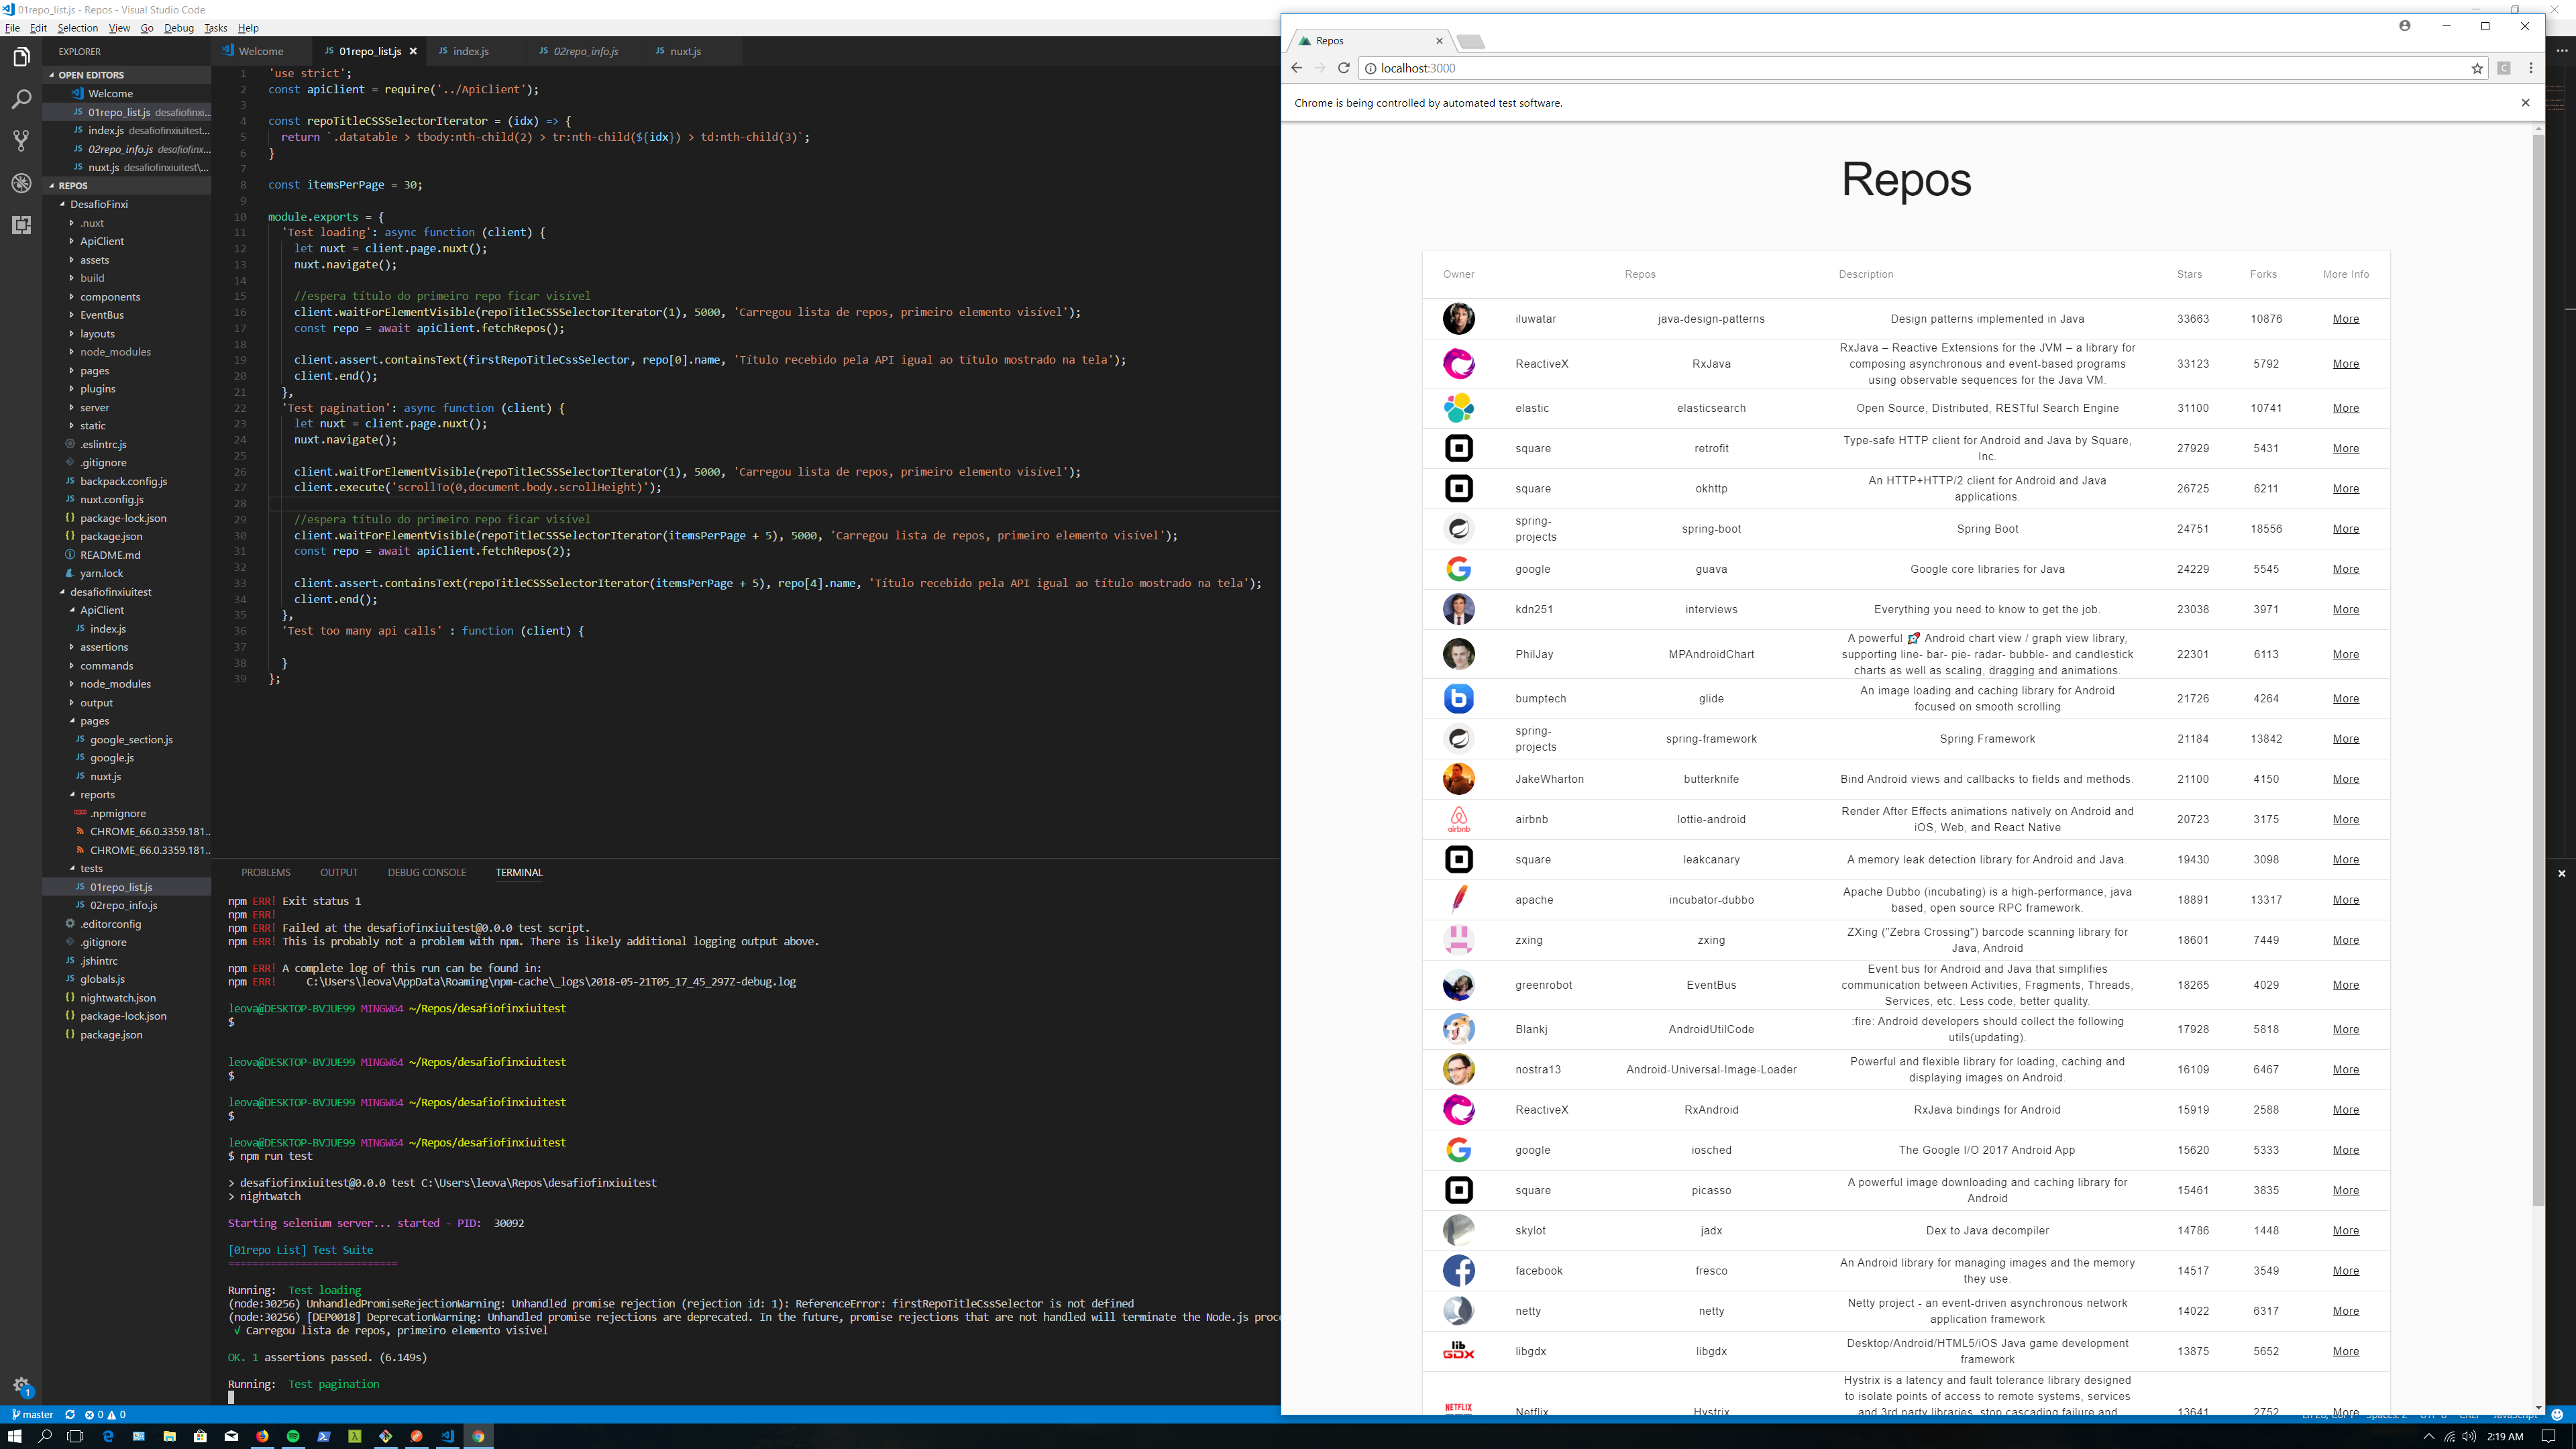 01repo_list.js - Repos - Visual Studio Code
File Edit Selection View Go Debug Tasks Help
EXPLORER
OPEN EDITORS
Welcome
01repo_list.js desafiofinxi...
index.js desafiofinxiuitest...
02repo_info.js desafiofinx...
nuxt.js desafiofinxiuitest\...
REPOS
DesafioFinxi
.nuxt
ApiClient
assets
build
components
EventBus
layouts
node_modules
pages
plugins
server
static
.eslintrc.js
.gitignore
backpack.config.js
nuxt.config.js
package-lock.json
package.json
README.md
yarn.lock
desafiofinxiuitest
ApiClient
index.js
assertions
commands
node_modules
output
pages
google_section.js
google.js
nuxt.js
reports
.npmignore
CHROME_66.0.3359.181...
CHROME_66.0.3359.181...
tests
01repo_list.js
02repo_info.js
.editorconfig
.gitignore
.jshintrc
globals.js
nightwatch.json
package-lock.json
package.json
Welcome 01repo_list.js index.js 02repo_info.js nuxt.js
1 'use strict';
2 const apiClient = require('../ApiClient');
3
4 const repoTitleCSSSelectorIterator = (idx) => {
5 return `.datatable > tbody:nth-child(2) > tr:nth-child(${idx}) > td:nth-child(3)`;
6 }
7
8 const itemsPerPage = 30;
9
10 module.exports = {
11 'Test loading': async function (client) {
12 let nuxt = client.page.nuxt();
13 nuxt.navigate();
14
15 //espera título do primeiro repo ficar visível
16 client.waitForElementVisible(repoTitleCSSSelectorIterator(1), 5000, 'Carregou lista de repos, primeiro elemento visível');
17 const repo = await apiClient.fetchRepos();
18
19 client.assert.containsText(firstRepoTitleCssSelector, repo[0].name, 'Título recebido pela API igual ao título mostrado na tela');
20 client.end();
21 },
22 'Test pagination': async function (client) {
23 let nuxt = client.page.nuxt();
24 nuxt.navigate();
25
26 client.waitForElementVisible(repoTitleCSSSelectorIterator(1), 5000, 'Carregou lista de repos, primeiro elemento visível');
27 client.execute('scrollTo(0,document.body.scrollHeight)');
28
29 //espera título do primeiro repo ficar visível
30 client.waitForElementVisible(repoTitleCSSSelectorIterator(itemsPerPage + 5), 5000, 'Carregou lista de repos, primeiro elemento visível');
31 const repo = await apiClient.fetchRepos(2);
32
33 client.assert.containsText(repoTitleCSSSelectorIterator(itemsPerPage + 5), repo[4].name, 'Título recebido pela API igual ao título mostrado na tela');
34 client.end();
35 },
36 'Test too many api calls' : function (client) {
37
38 }
39 };
PROBLEMS OUTPUT DEBUG CONSOLE TERMINAL
npm ERR! Exit status 1
npm ERR!
npm ERR! Failed at the desafiofinxiuitest@0.0.0 test script.
npm ERR! This is probably not a problem with npm. There is likely additional logging output above.
npm ERR! A complete log of this run can be found in:
npm ERR! C:\Users\leova\AppData\Roaming\npm-cache\_logs\2018-05-21T05_17_45_297Z-debug.log
leova@DESKTOP-BVJUE99 MINGW64 ~/Repos/desafiofinxiuitest
$
leova@DESKTOP-BVJUE99 MINGW64 ~/Repos/desafiofinxiuitest
$
leova@DESKTOP-BVJUE99 MINGW64 ~/Repos/desafiofinxiuitest
$
leova@DESKTOP-BVJUE99 MINGW64 ~/Repos/desafiofinxiuitest
$ npm run test
> desafiofinxiuitest@0.0.0 test C:\Users\leova\Repos\desafiofinxiuitest
> nightwatch
Starting selenium server... started - PID: 30092
[01repo List] Test Suite
============================
Running: Test loading
(node:30256) UnhandledPromiseRejectionWarning: Unhandled promise rejection (rejection id: 1): ReferenceError: firstRepoTitleCssSelector is not defined
(node:30256) [DEP0018] DeprecationWarning: Unhandled promise rejections are deprecated. In the future, promise rejections that are not handled will terminate the Node.js proce
√ Carregou lista de repos, primeiro elemento visível
OK. 1 assertions passed. (6.149s)
Running: Test pagination
1
master 0 0
Repos
localhost:3000
Chrome is being controlled by automated test software.
Repos
Owner Repos Description Stars Forks More Info
iluwatar java-design-patterns Design patterns implemented in Java 33663 10876 More
RxJava – Reactive Extensions for the JVM – a library for
ReactiveX RxJava composing asynchronous and event-based programs 33123 5792 More
using observable sequences for the Java VM.
elastic elasticsearch Open Source, Distributed, RESTful Search Engine 31100 10741 More
Type-safe HTTP client for Android and Java by Square,
square retrofit 27929 5431 More
Inc.
An HTTP+HTTP/2 client for Android and Java
square okhttp 26725 6211 More
applications.
spring-
projects spring-boot Spring Boot 24751 18556 More
google guava Google core libraries for Java 24229 5545 More
kdn251 interviews Everything you need to know to get the job. 23038 3971 More
A powerful 🚀 Android chart view / graph view library,
PhilJay MPAndroidChart supporting line- bar- pie- radar- bubble- and candlestick 22301 6113 More
charts as well as scaling, dragging and animations.
An image loading and caching library for Android
bumptech glide 21726 4264 More
focused on smooth scrolling
spring-
projects spring-framework Spring Framework 21184 13842 More
JakeWharton butterknife Bind Android views and callbacks to fields and methods. 21100 4150 More
Render After Effects animations natively on Android and
airbnb airbnb lottie-android 20723 3175 More
iOS, Web, and React Native
square leakcanary A memory leak detection library for Android and Java. 19430 3098 More
Apache Dubbo (incubating) is a high-performance, java
apache incubator-dubbo 18891 13317 More
based, open source RPC framework.
ZXing ("Zebra Crossing") barcode scanning library for
zxing zxing 18601 7449 More
Java, Android
Event bus for Android and Java that simplifies
greenrobot EventBus communication between Activities, Fragments, Threads, 18265 4029 More
Services, etc. Less code, better quality.
:fire: Android developers should collect the following
Blankj AndroidUtilCode 17928 5818 More
utils(updating).
Powerful and flexible library for loading, caching and
nostra13 Android-Universal-Image-Loader 16109 6467 More
displaying images on Android.
ReactiveX RxAndroid RxJava bindings for Android 15919 2588 More
google iosched The Google I/O 2017 Android App 15620 5333 More
A powerful image downloading and caching library for
square picasso 15461 3835 More
Android
skylot jadx Dex to Java decompiler 14786 1448 More
An Android library for managing images and the memory
facebook fresco 14517 3549 More
they use.
Netty project - an event-driven asynchronous network
netty netty 14022 6317 More
application framework
Desktop/Android/HTML5/iOS Java game development
lib GDX libgdx libgdx 13875 5652 More
framework
Hystrix is a latency and fault tolerance library designed
to isolate points of access to remote systems, services
NETFLIX Netflix Hystrix and 3rd party libraries, stop cascading failure and 13641 2752 More
2:19 AM